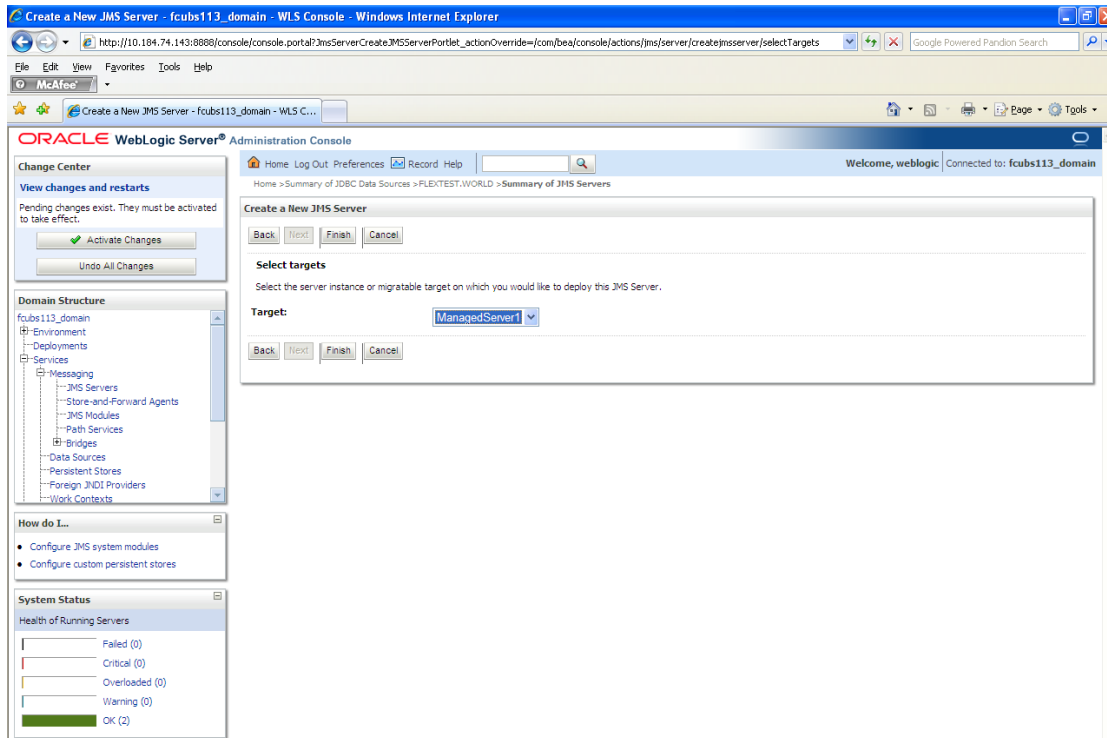 Create a New JMS Server - fcubs113_domain - WLS Console - Windows Internet Explorer
http://10.184.74.143:8888/console/console.portal?JmsServerCreateJMSServerPortlet_actionOverride=/com/bea/console/actions/jms/server/createjmsserver/selectTargets
Google Powered Pandion Search
File Edit View Favorites Tools Help
McAfee
Create a New JMS Server - fcubs113_domain - WLS C...
Page Tools
ORACLE WebLogic Server® Administration Console
Change Center
View changes and restarts
Pending changes exist. They must be activated
to take effect.
Activate Changes
Undo All Changes
Domain Structure
fcubs113_domain
Environment
Deployments
Services
Messaging
JMS Servers
Store-and-Forward Agents
JMS Modules
Path Services
Bridges
Data Sources
Persistent Stores
Foreign JNDI Providers
Work Contexts
How do I...
Configure JMS system modules
Configure custom persistent stores
System Status
Health of Running Servers
Failed (0)
Critical (0)
Overloaded (0)
Warning (0)
OK (2)
Home Log Out Preferences Record Help
Welcome, weblogic Connected to: fcubs113_domain
Home >Summary of JDBC Data Sources >FLEXTEST.WORLD >Summary of JMS Servers
Create a New JMS Server
Back Next Finish Cancel
Select targets
Select the server instance or migratable target on which you would like to deploy this JMS Server.
Target: ManagedServer1
Back Next Finish Cancel